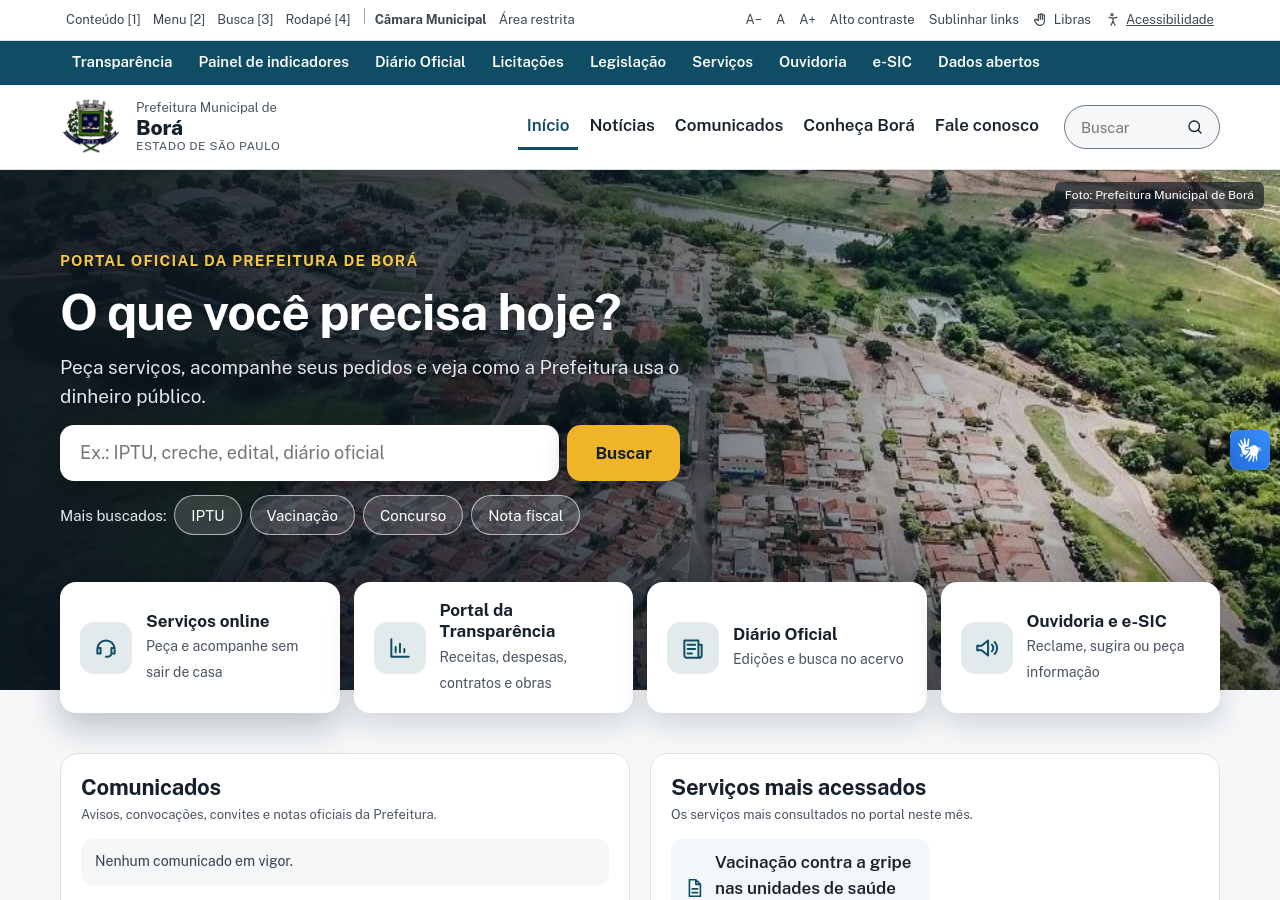 Conteúdo [1] Menu [2] Busca [3] Rodapé [4] Câmara Municipal Área restrita A− A A+ Alto contraste Sublinhar links Libras Acessibilidade
Transparência Painel de indicadores Diário Oficial Licitações Legislação Serviços Ouvidoria e-SIC Dados abertos
Prefeitura Municipal de
Borá
ESTADO DE SÃO PAULO
Início Notícias Comunicados Conheça Borá Fale conosco Buscar
Foto: Prefeitura Municipal de Borá
PORTAL OFICIAL DA PREFEITURA DE BORÁ
O que você precisa hoje?
Peça serviços, acompanhe seus pedidos e veja como a Prefeitura usa o
dinheiro público.
Ex.: IPTU, creche, edital, diário oficial Buscar
Mais buscados: IPTU Vacinação Concurso Nota fiscal
Serviços online
Peça e acompanhe sem
sair de casa
Portal da
Transparência
Receitas, despesas,
contratos e obras
Diário Oficial
Edições e busca no acervo
Ouvidoria e e-SIC
Reclame, sugira ou peça
informação
Comunicados
Avisos, convocações, convites e notas oficiais da Prefeitura.
Nenhum comunicado em vigor.
Serviços mais acessados
Os serviços mais consultados no portal neste mês.
Vacinação contra a gripe
nas unidades de saúde